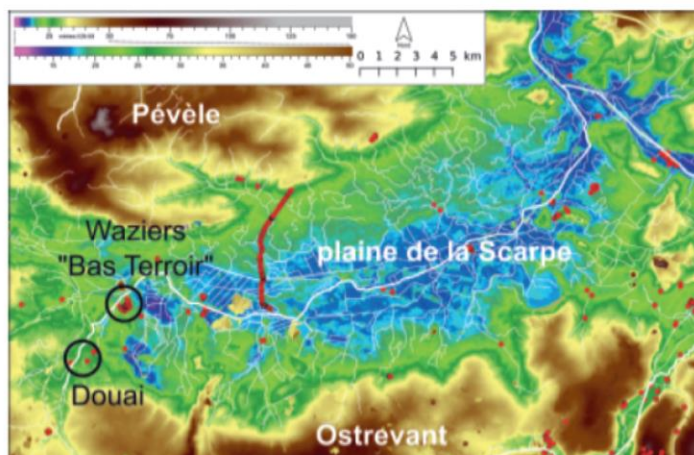 0 1 2 3 4 5 km
Pévèle
Waziers
"Bas Terroir"
plaine de la Scarpe
Douai
Ostrevant